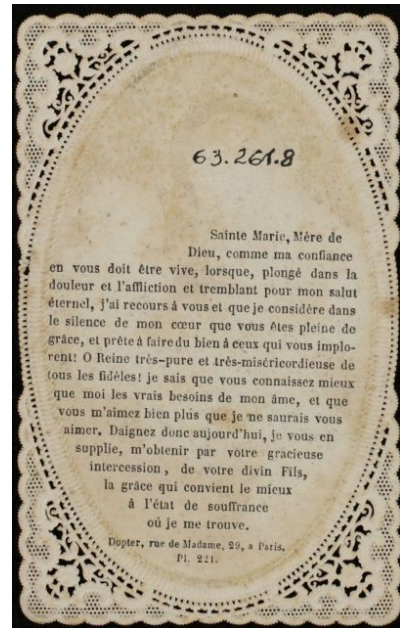 63.261.8
Sainte Marie, Mère de
Dieu, comme ma confiance
en vous doit être vive, lorsque, plongé dans la
douleur et l'affliction et tremblant pour mon salut
éternel, j'ai recours à vous et que je considère dans
le silence de mon cœur que vous êtes pleine de
grâce, et prête à faire du bien à ceux qui vous implo-
rent! O Reine très-pure et très-miséricordieuse de
tous les fidèles! je sais que vous connaissez mieux
que moi les vrais besoins de mon âme, et que
vous m'aimez bien plus que je ne saurais vous
aimer. Daignez donc aujourd'hui, je vous en
supplie, m'obtenir par votre gracieuse
intercession, de votre divin Fils,
la grâce qui convient le mieux
à l'état de souffrance
où je me trouve.
Dopter, rue de Madame, 29, a Paris.
Pl. 221.